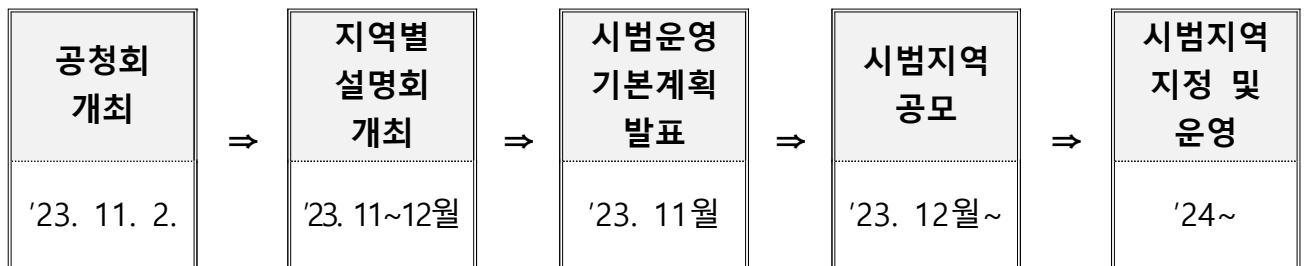 공청회
개최
'23. 11. 2.
⇒
지역별
설명회
개최
'23. 11~12월
⇒
시범운영
기본계획
발표
'23. 11월
⇒
시범지역
공모
'23. 12월~
⇒
시범지역
지정 및
운영
'24~